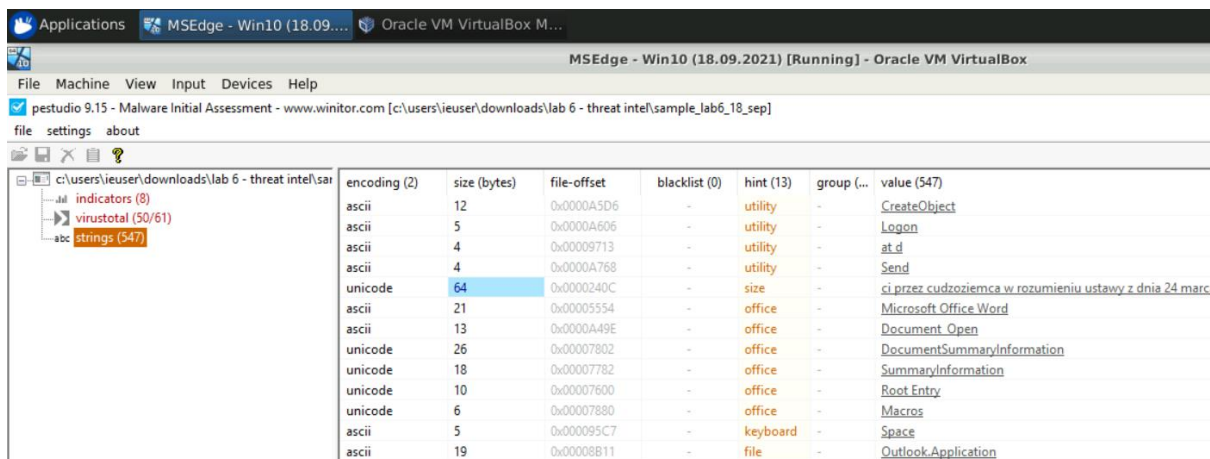 Applications MSEdge - Win10 (18.09.... Oracle VM VirtualBox M...
MSEdge - Win10 (18.09.2021) [Running] - Oracle VM VirtualBox
File Machine View Input Devices Help
pestudio 9.15 - Malware Initial Assessment - www.winitor.com [c:\users\ieuser\downloads\lab 6 - threat intel\sample_lab6_18_sep]
file settings about
c:\users\ieuser\downloads\lab 6 - threat intel\sar
indicators (8)
virustotal (50/61)
abc strings (547)
encoding (2) size (bytes) file-offset blacklist (0) hint (13) group (... value (547)
ascii 12 0x0000A5D6 - utility - CreateObject
ascii 5 0x0000A606 - utility - Logon
ascii 4 0x00009713 - utility - at d
ascii 4 0x0000A768 - utility - Send
unicode 64 0x0000240C - size - ci przez cudzoziemca w rozumieniu ustawy z dnia 24 marc
ascii 21 0x00005554 - office - Microsoft Office Word
ascii 13 0x0000A49E - office - Document_Open
unicode 26 0x00007802 - office - DocumentSummaryInformation
unicode 18 0x00007782 - office - SummaryInformation
unicode 10 0x00007600 - office - Root Entry
unicode 6 0x00007880 - office - Macros
ascii 5 0x000095C7 - keyboard - Space
ascii 19 0x00008B11 - file - Outlook.Application